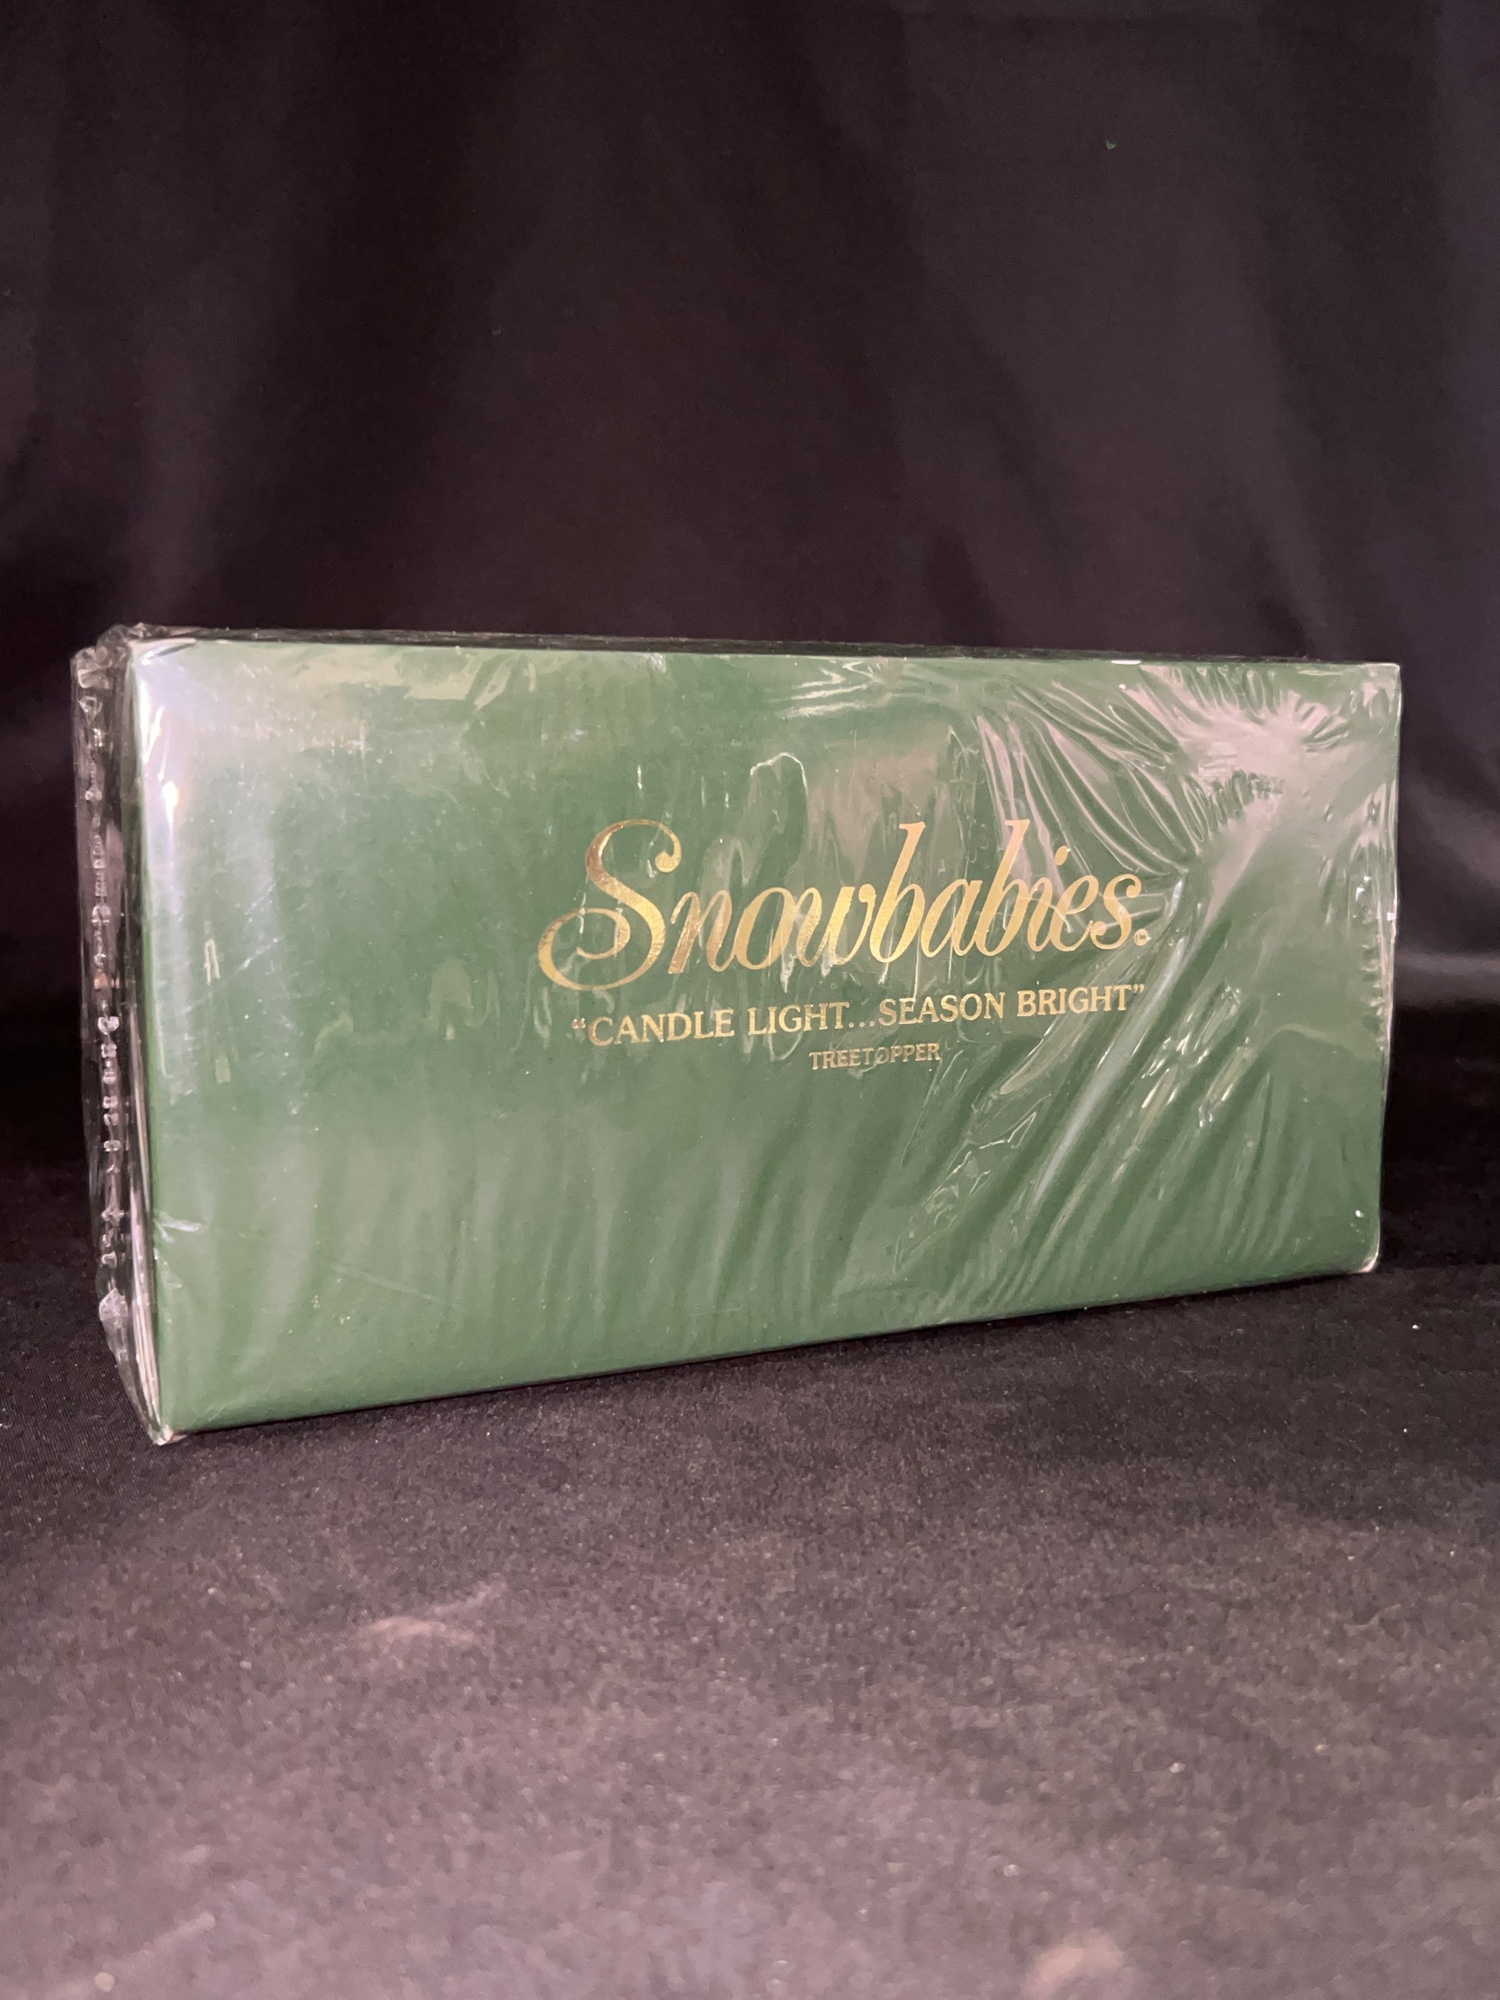 Snowbabies
“CANDLE LIGHT...SEASON BRIGHT”
TREETOPPER